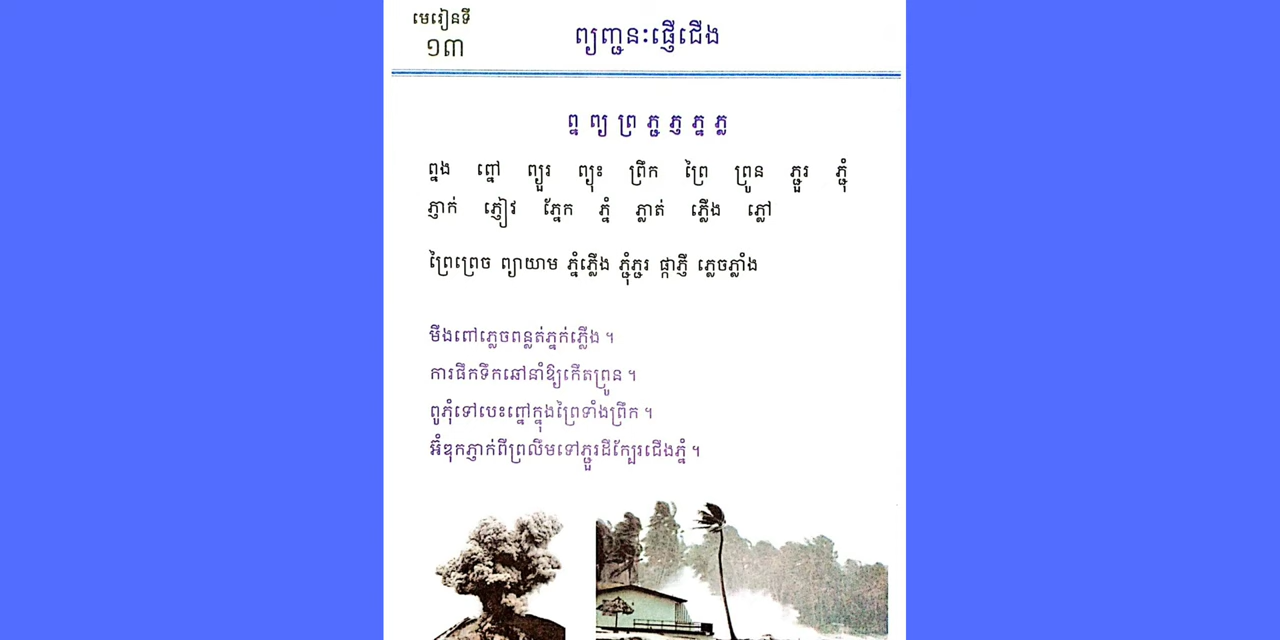 មេរៀនទី
១៣
ព្យញ្ជនៈផ្ញើជើង
ព្ន ព្យ ព្រ ភ្ជ ភ្ញ ភ្ន ភ្ល
ព្នង ព្នៅ ព្យួរ ព្យុះ ព្រឹក ព្រៃ ព្រូន ភ្ជួរ ភ្ជុំ
ភ្ញាក់ ភ្ញៀវ ភ្នែក ភ្នំ ភ្លាត់ ភ្លើង ភ្លៅ
ព្រៃព្រេច ព្យាយាម ភ្នំភ្លើង ភ្ជុំភ្ជរ ផ្កាភ្ញី ភ្លេចភ្លាំង
មីងពៅភ្លេចពន្លត់ភ្នក់ភ្លើង ។
ការផឹកទឹកឆៅនាំឱ្យកើតព្រូន ។
ពូភុំទៅបេះព្នៅក្នុងព្រៃទាំងព្រឹក ។
អ៊ំឌុកភ្ញាក់ពីព្រលឹមទៅភ្ជួរដីក្បែរជើងភ្នំ ។